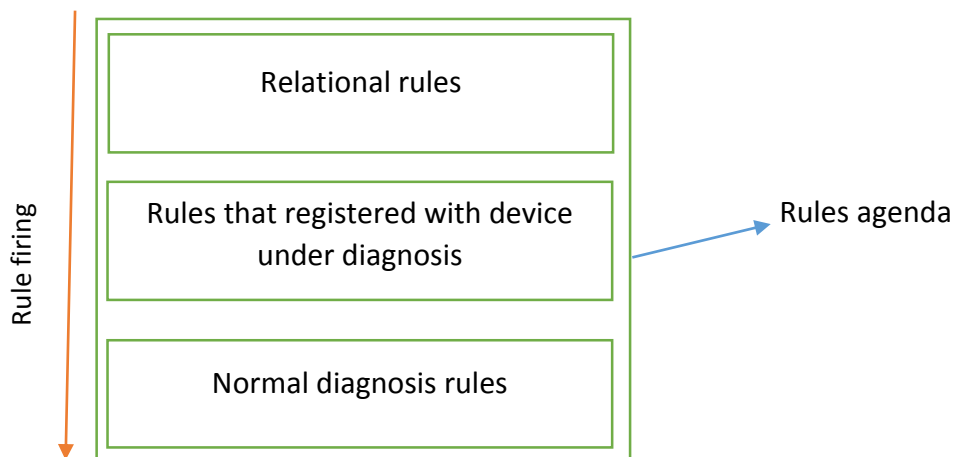 Relational rules
Rules that registered with device
under diagnosis
Rules agenda
Rule firing
Normal diagnosis rules